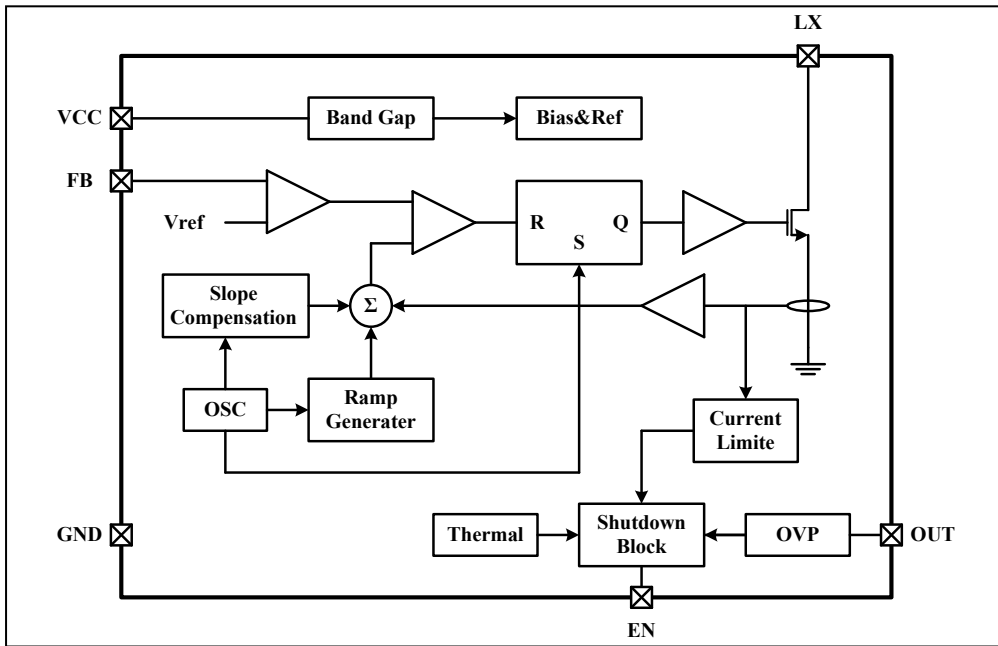 LX
VCC
Band Gap
Bias&Ref
FB
Vref
R
Q
S
Slope
Compensation
Σ
OSC
Ramp
Generater
Current
Limite
GND
Thermal
Shutdown
Block
OVP
OUT
EN